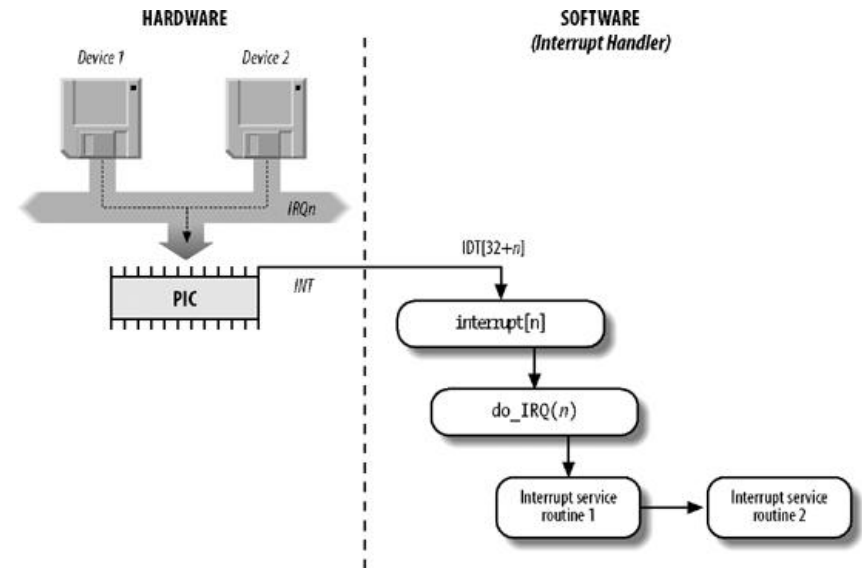 HARDWARE
SOFTWARE
(Interrupt Handler)
Device 1
Device 2
IRQn
IDT[32+n]
INT
PIC
interrupt[n]
do_IRQ(n)
Interrupt service
routine 1
Interrupt service
routine 2